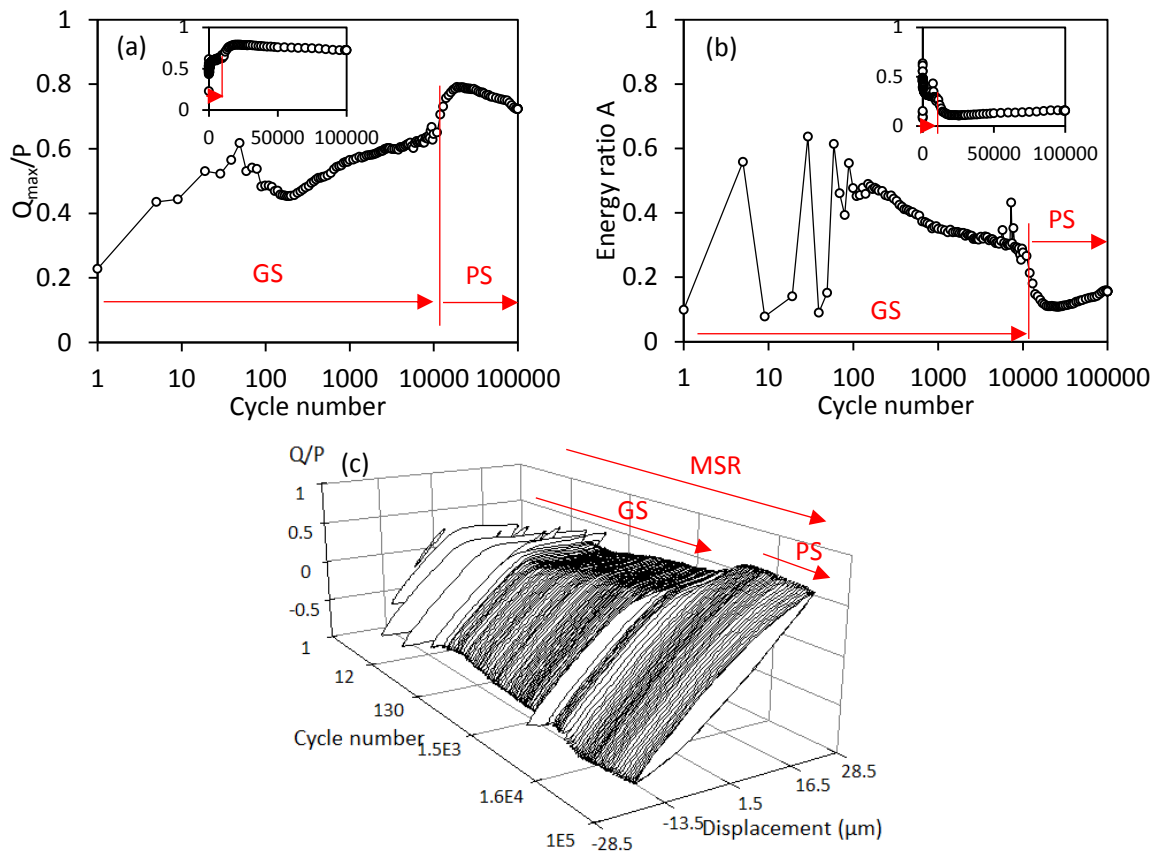 (a)
1
0.8
0.6
0.4
0.2
0
Qmax/P
1
0.5
0
0 50000 100000
GS
PS
1 10 100 1000 10000 100000
Cycle number
(b)
1
0.8
0.6
0.4
0.2
0
Energy ratio A
1
0.5
0
0 50000 100000
PS
GS
1 10 100 1000 10000 100000
Cycle number
Q/P
(c)
MSR
GS
PS
1
0.5
0
-0.5
1
12
130
1.5E3
1.6E4
1E5
Cycle number
-28.5
-13.5
1.5
16.5
28.5
Displacement (μm)